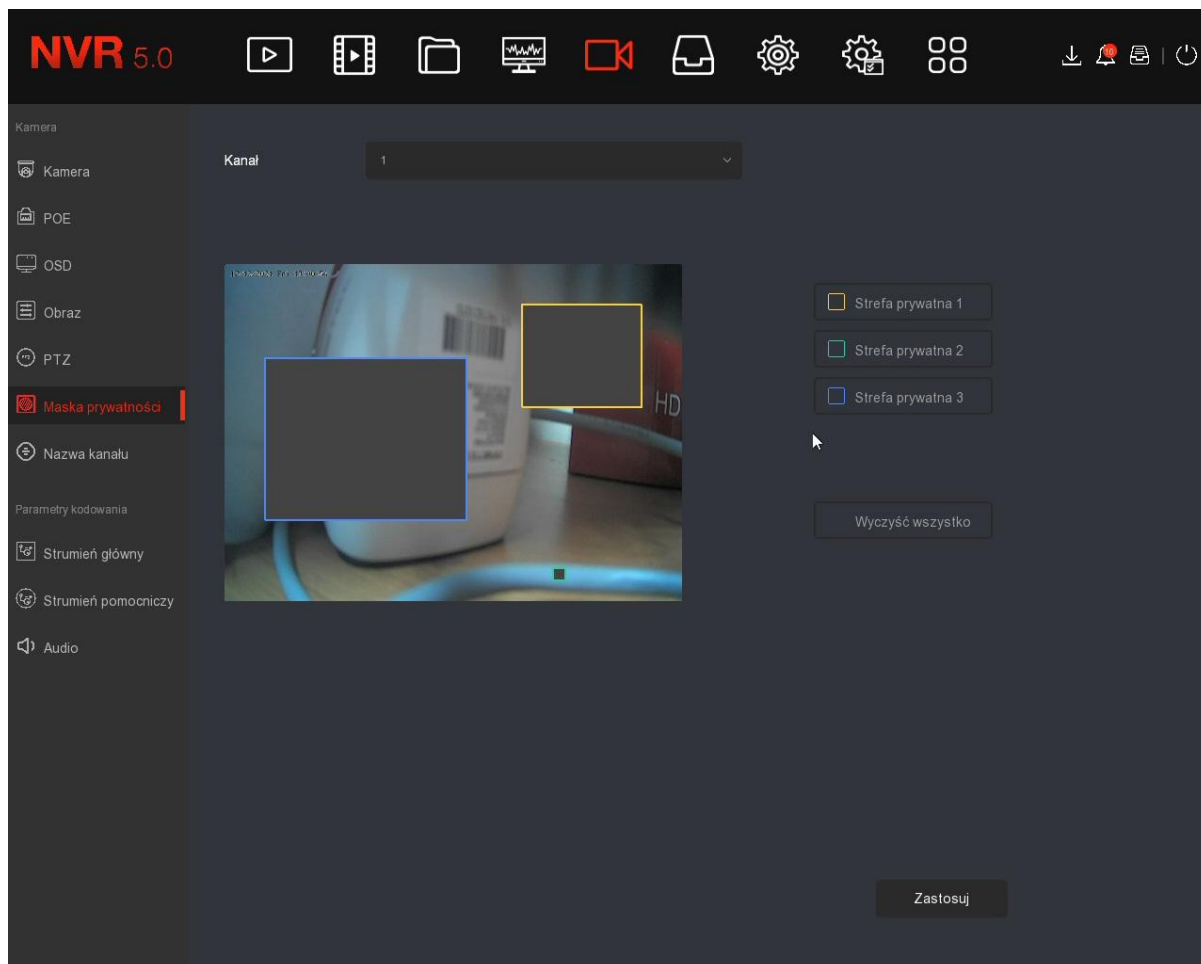 NVR 5.0
10
Kamera
Kamera
POE
OSD
Obraz
PTZ
Maska prywatności
Nazwa kanału
Parametry kodowania
Strumień główny
Strumień pomocniczy
Audio
Kanał
1
HD
Strefa prywatna 1
Strefa prywatna 2
Strefa prywatna 3
Wyczyść wszystko
Zastosuj